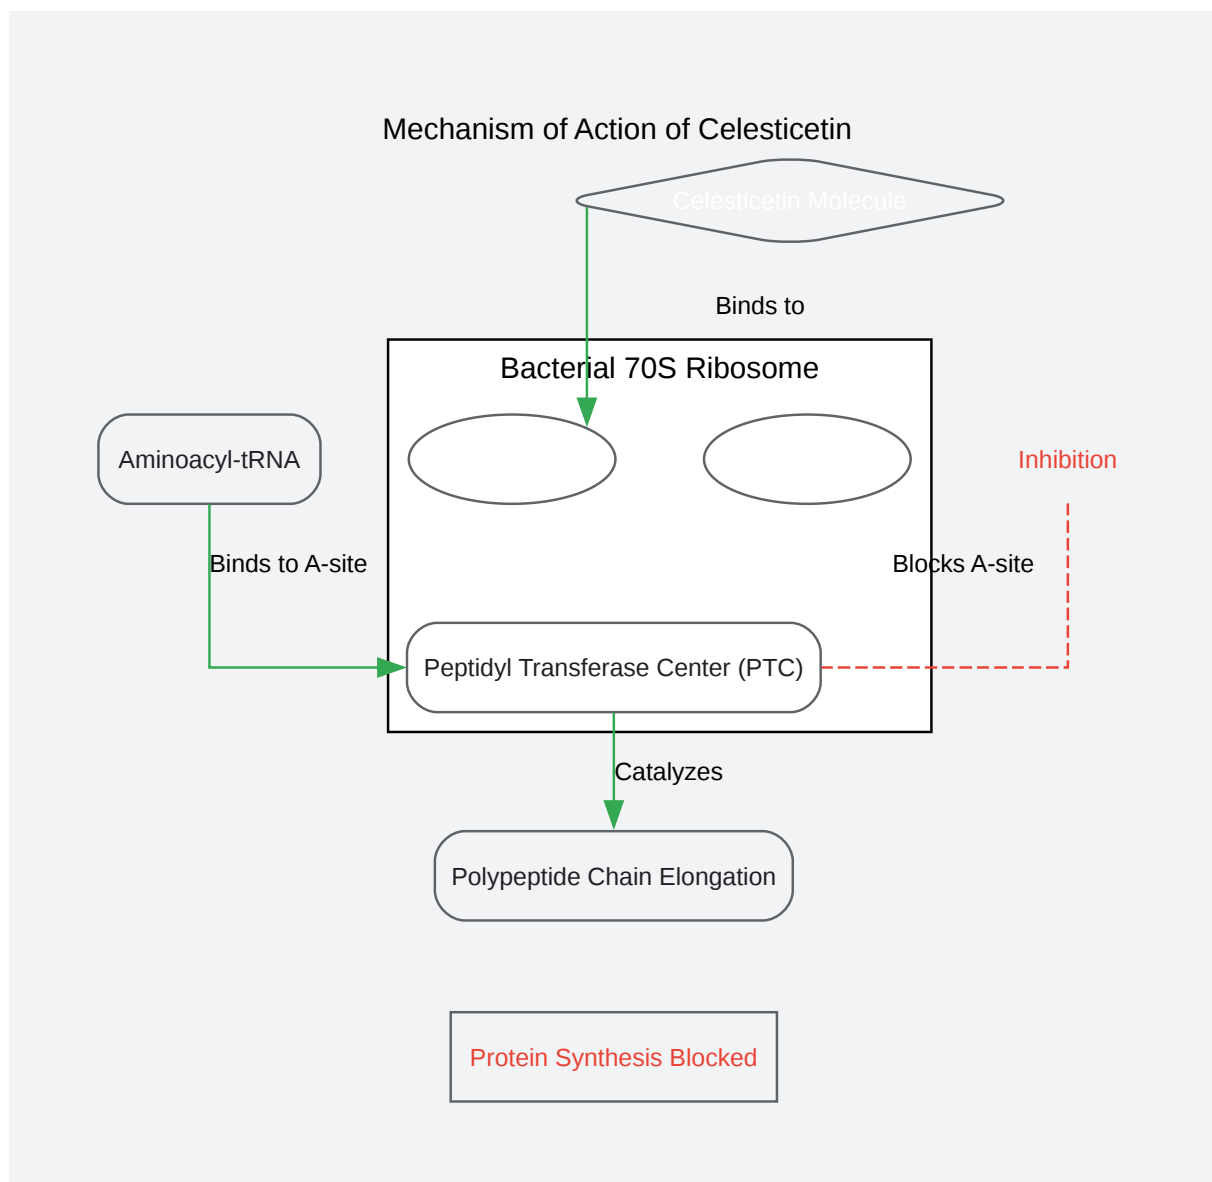 Mechanism of Action of Celesticetin
Celesticetin Molecule
Binds to
Bacterial 70S Ribosome
Aminoacyl-tRNA
Inhibition
Binds to A-site
Blocks A-site
Peptidyl Transferase Center (PTC)
Catalyzes
Polypeptide Chain Elongation
Protein Synthesis Blocked